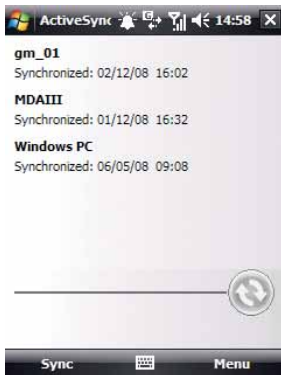 ActiveSync 14:58
gm_01
Synchronized: 02/12/08 16:02
MDAIII
Synchronized: 01/12/08 16:32
Windows PC
Synchronized: 06/05/08 09:08
Sync Menu